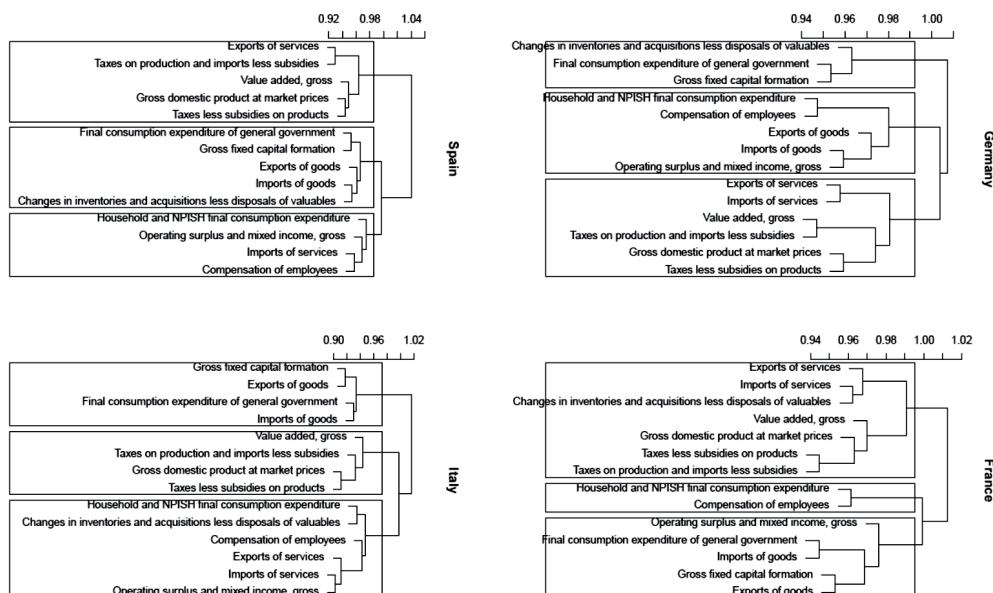 0.92 0.98 1.04
Exports of services
Taxes on production and imports less subsidies
Value added, gross
Gross domestic product at market prices
Taxes less subsidies on products
Final consumption expenditure of general government
Gross fixed capital formation
Exports of goods
Imports of goods
Changes in inventories and acquisitions less disposals of valuables
Household and NPISH final consumption expenditure
Operating surplus and mixed income, gross
Imports of services
Compensation of employees
Spain
0.94 0.96 0.98 1.00
Changes in inventories and acquisitions less disposals of valuables
Final consumption expenditure of general government
Gross fixed capital formation
Household and NPISH final consumption expenditure
Compensation of employees
Exports of goods
Imports of goods
Operating surplus and mixed income, gross
Exports of services
Imports of services
Value added, gross
Taxes on production and imports less subsidies
Gross domestic product at market prices
Taxes less subsidies on products
Germany
0.90 0.96 1.02
Gross fixed capital formation
Exports of goods
Final consumption expenditure of general government
Imports of goods
Value added, gross
Taxes on production and imports less subsidies
Gross domestic product at market prices
Taxes less subsidies on products
Household and NPISH final consumption expenditure
Changes in inventories and acquisitions less disposals of valuables
Compensation of employees
Exports of services
Imports of services
Operating surplus and mixed income, gross
Italy
0.94 0.96 0.98 1.00 1.02
Exports of services
Imports of services
Changes in inventories and acquisitions less disposals of valuables
Value added, gross
Gross domestic product at market prices
Taxes less subsidies on products
Taxes on production and imports less subsidies
Household and NPISH final consumption expenditure
Compensation of employees
Operating surplus and mixed income, gross
Final consumption expenditure of general government
Imports of goods
Gross fixed capital formation
Exports of goods
France